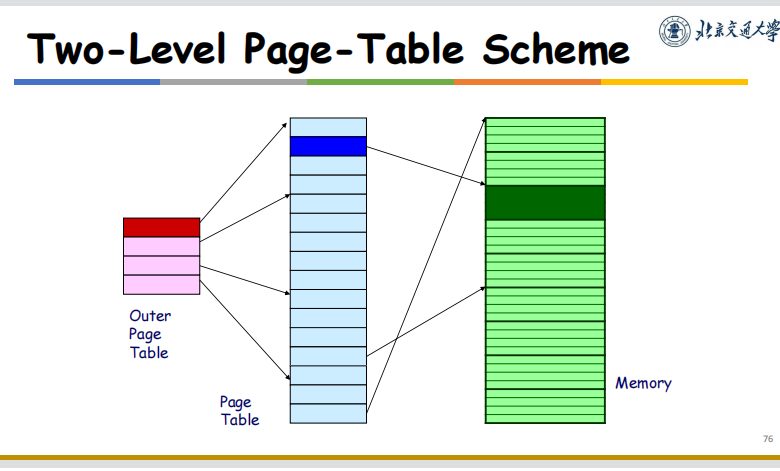 Two-Level Page-Table Scheme
北京交通大学
Outer
Page
Table
Page
Table
Memory
76